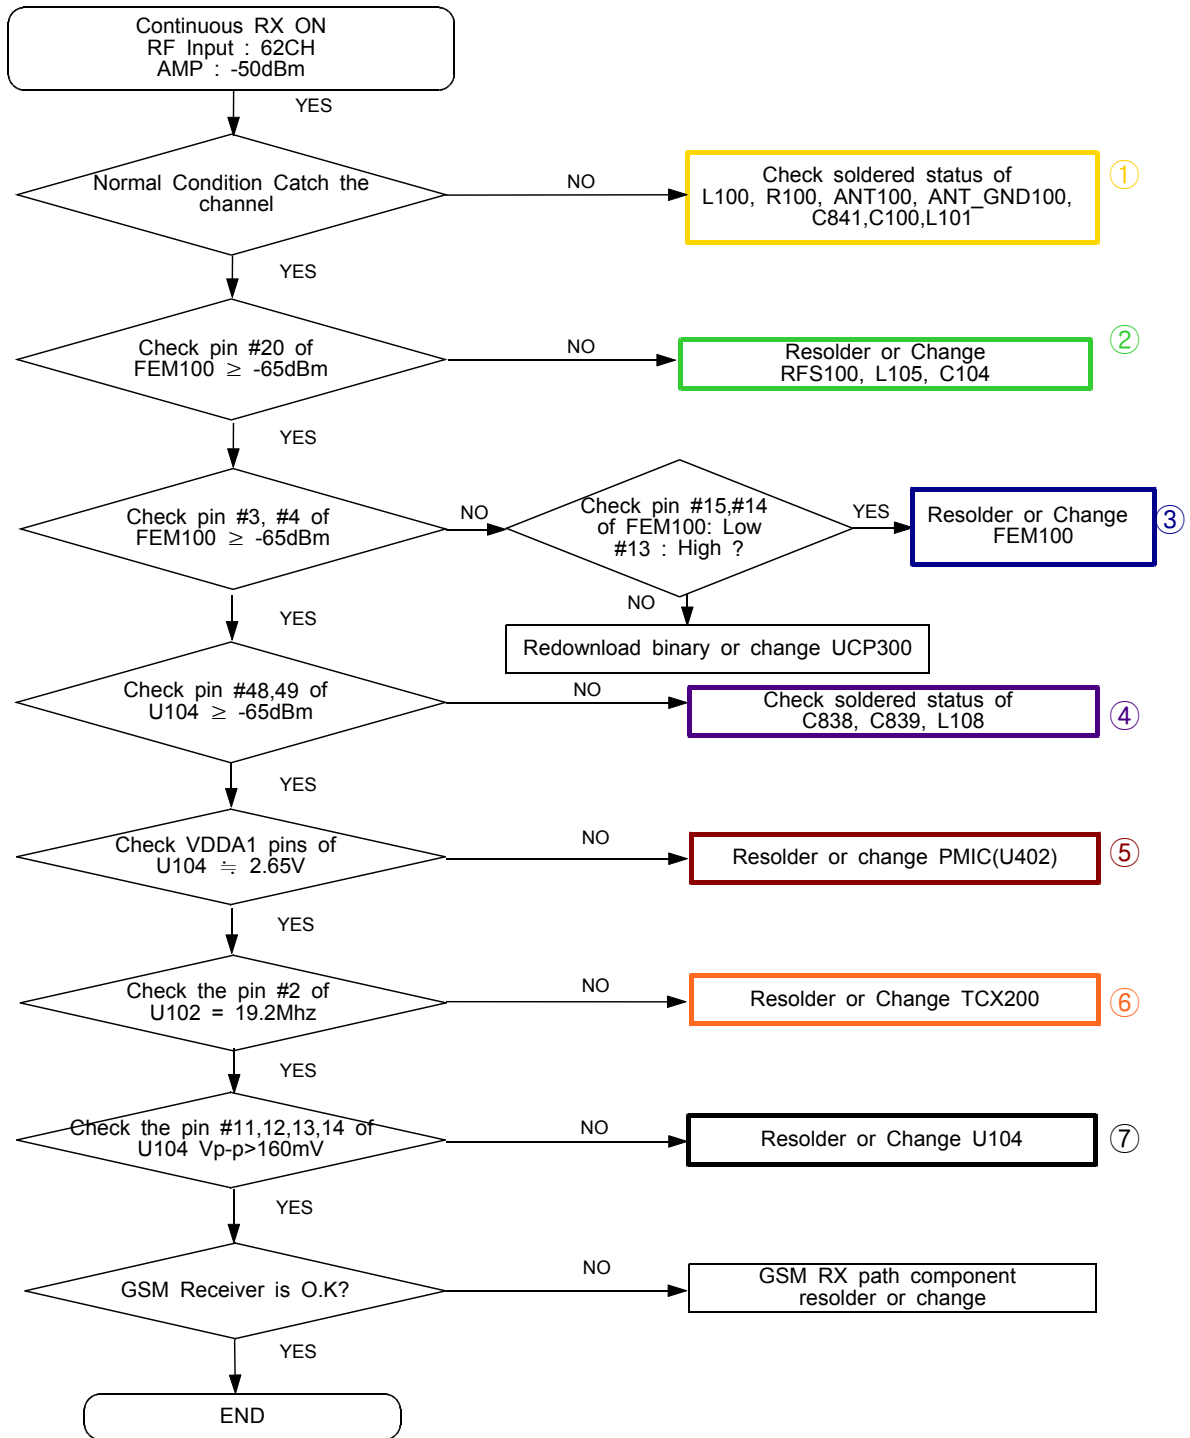 Continuous RX ON
RF Input : 62CH
AMP : -50dBm
YES
Normal Condition Catch the
channel
NO
Check soldered status of
L100, R100, ANT100, ANT_GND100,
C841,C100,L101
①
YES
Check pin #20 of
FEM100 ≥ -65dBm
NO
Resolder or Change
RFS100, L105, C104
②
YES
Check pin #3, #4 of
FEM100 ≥ -65dBm
NO
Check pin #15,#14
of FEM100: Low
#13 : High ?
YES
Resolder or Change
FEM100
③
NO
Redownload binary or change UCP300
YES
Check pin #48,49 of
U104 ≥ -65dBm
NO
Check soldered status of
C838, C839, L108
④
YES
Check VDDA1 pins of
U104 ≒ 2.65V
NO
Resolder or change PMIC(U402)
⑤
YES
Check the pin #2 of
U102 = 19.2Mhz
NO
Resolder or Change TCX200
⑥
YES
Check the pin #11,12,13,14 of
U104 Vp-p>160mV
NO
Resolder or Change U104
⑦
YES
GSM Receiver is O.K?
NO
GSM RX path component
resolder or change
YES
END